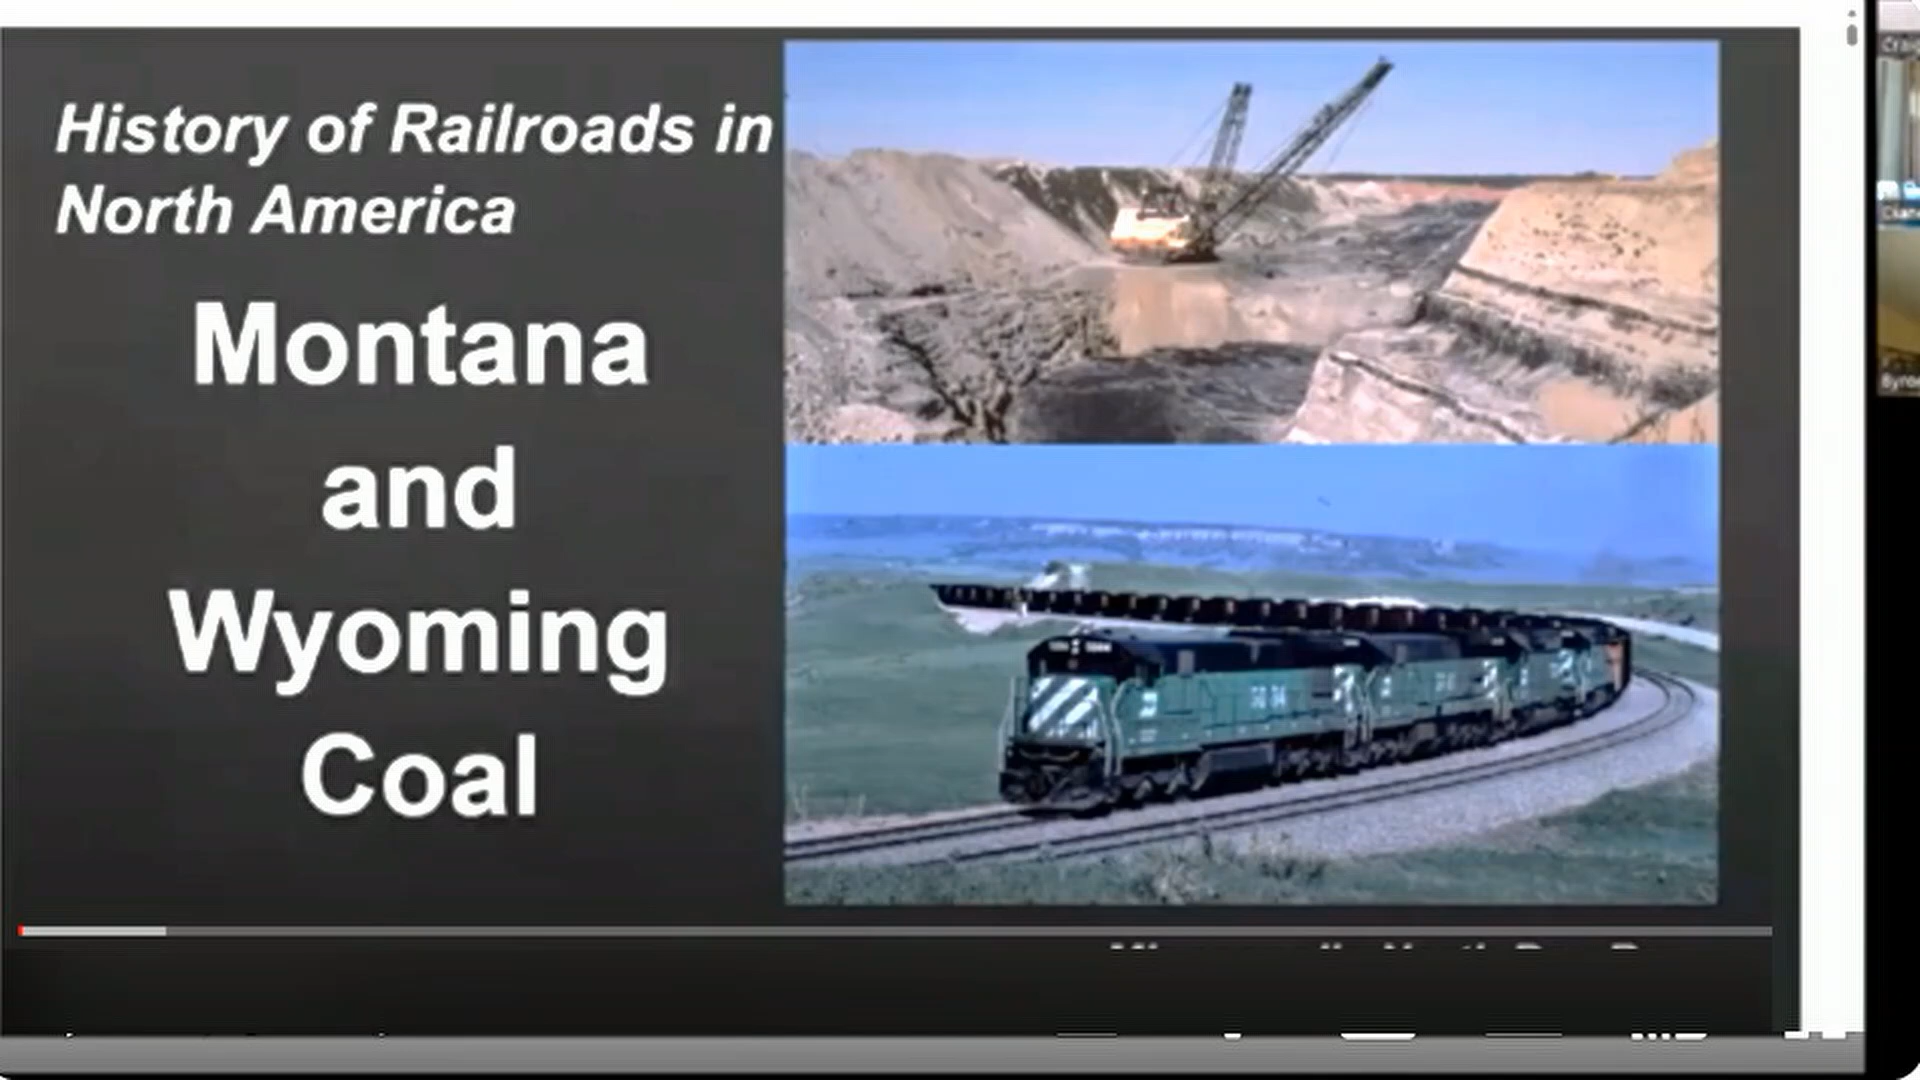 History of Railroads in
North America
Montana
and
Wyoming
Coal